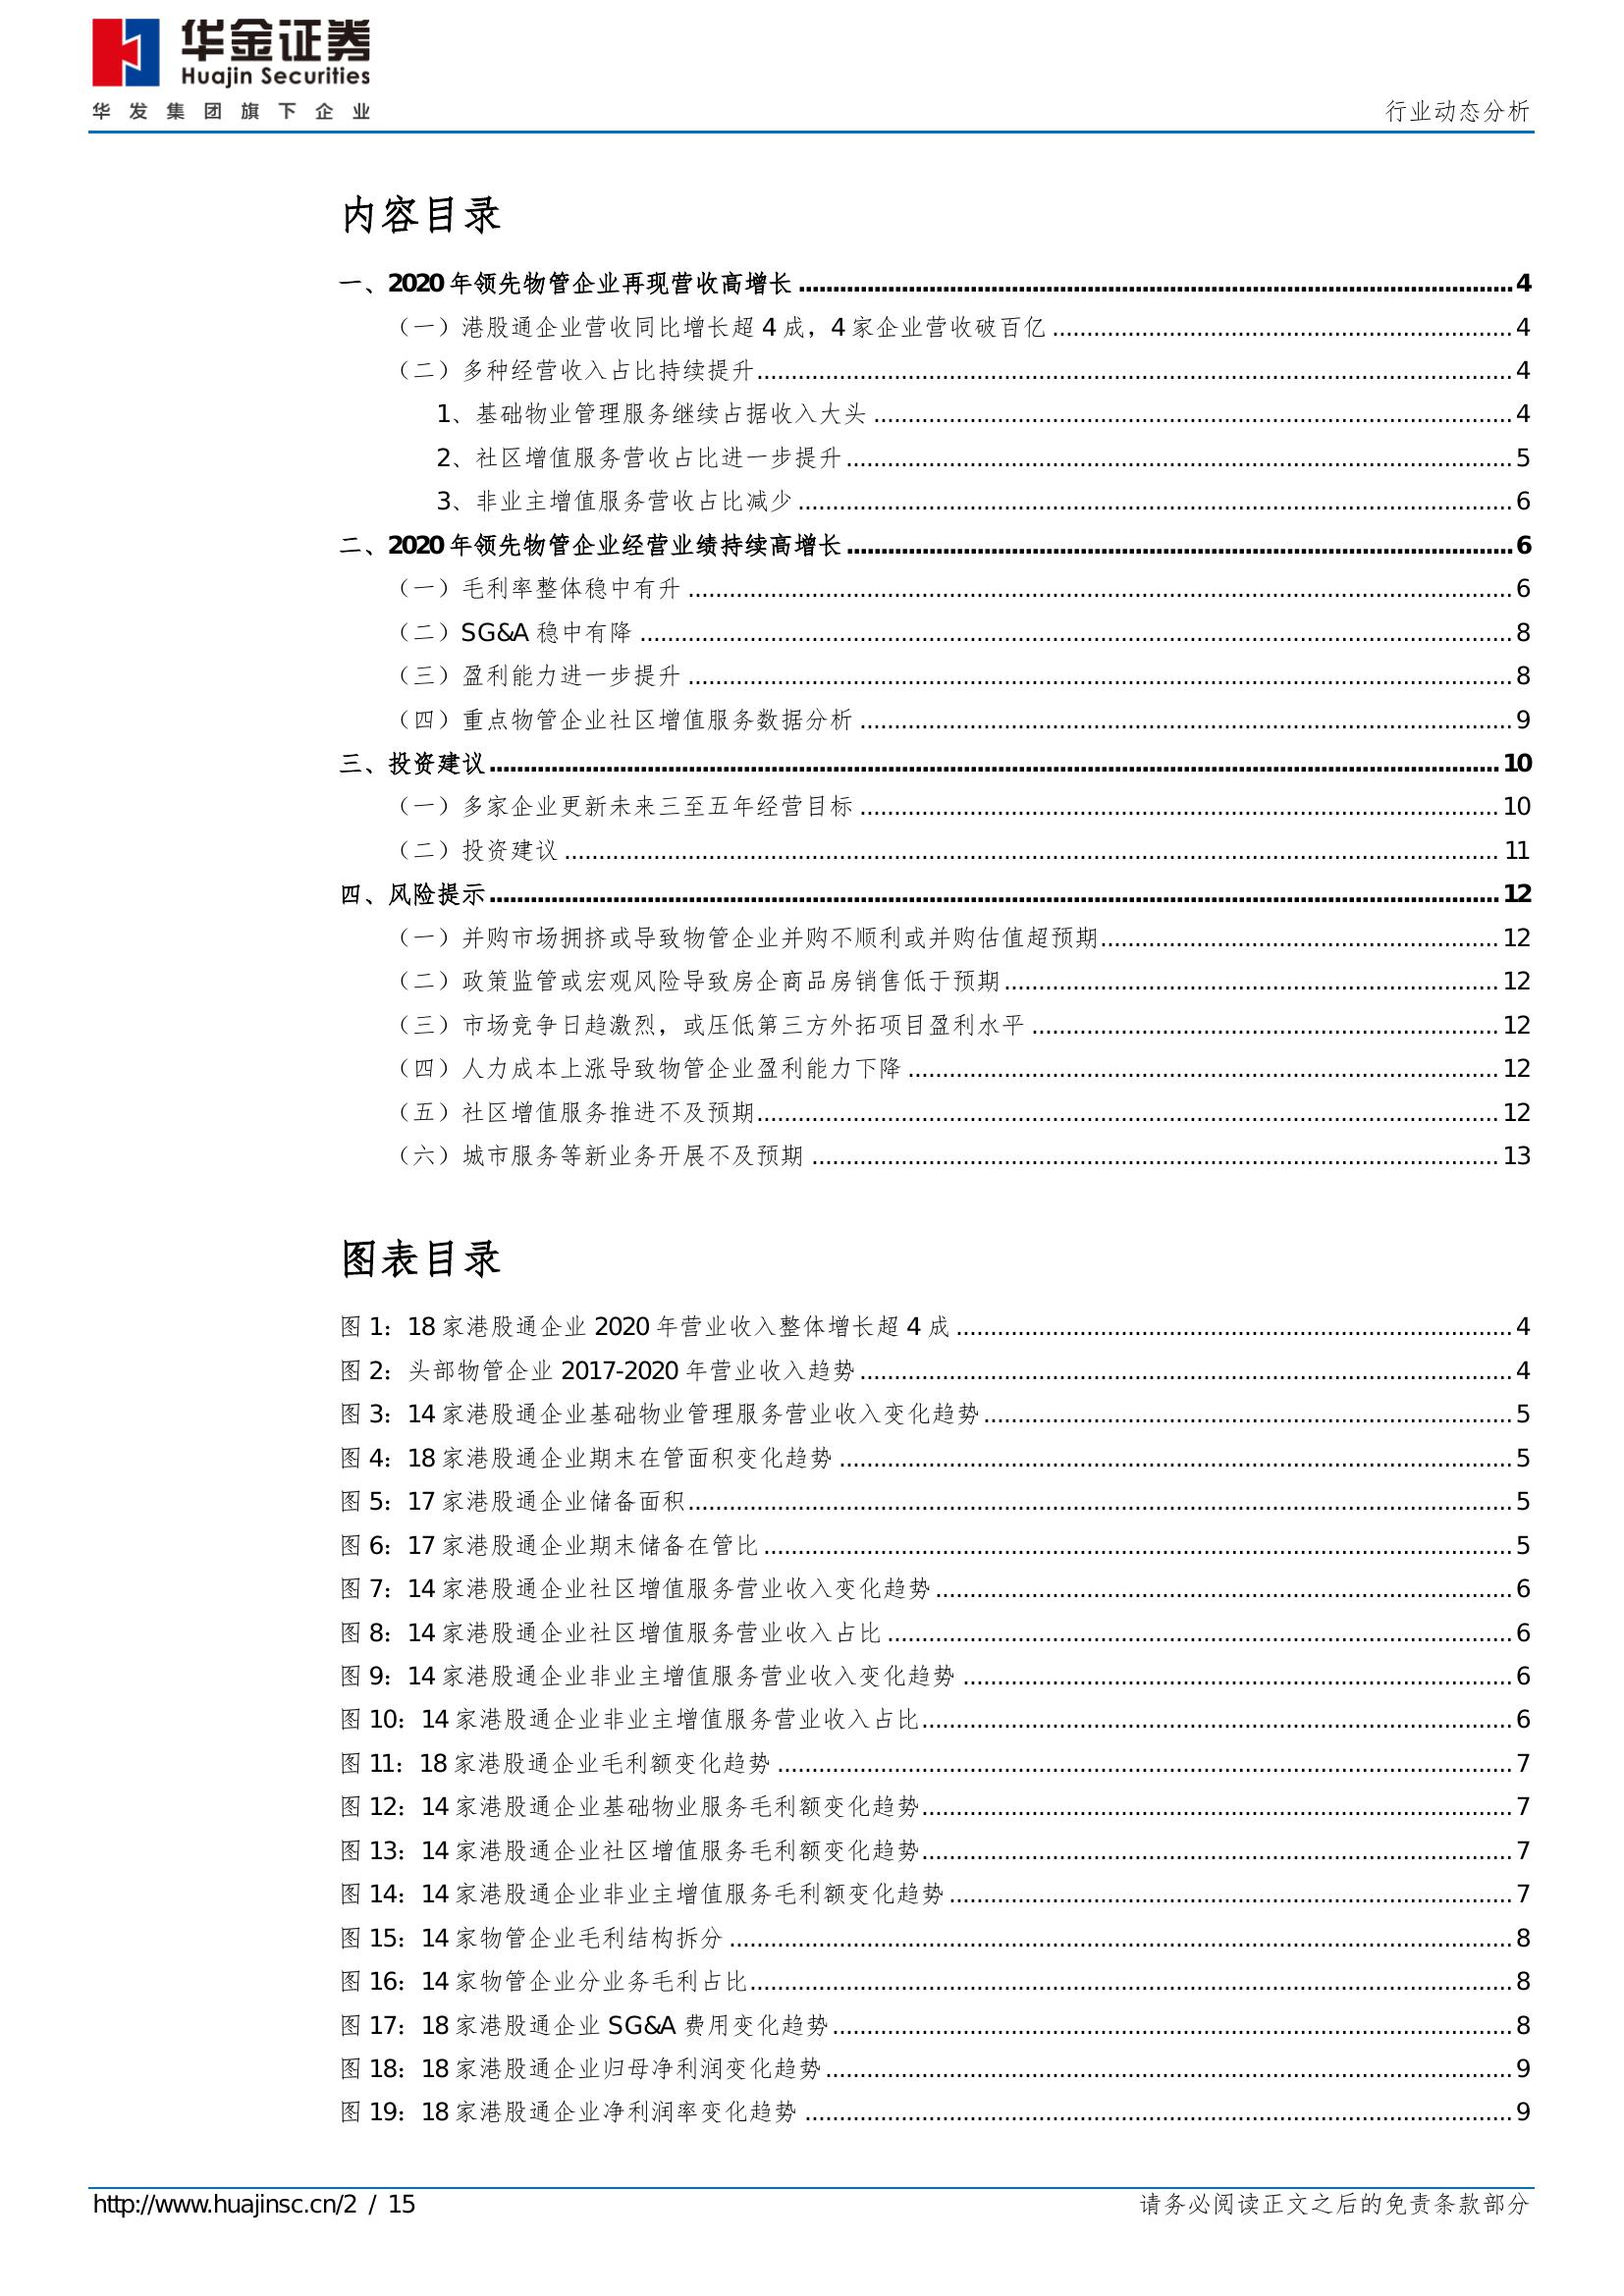 华金证券
Huajin Securities
华发集团旗下企业
行业动态分析
内容目录
一、2020 年领先物管企业再现营收高增长 4
（一）港股通企业营收同比增长超 4 成，4 家企业营收破百亿 4
（二）多种经营收入占比持续提升 4
1、基础物业管理服务继续占据收入大头 4
2、社区增值服务营收占比进一步提升 5
3、非业主增值服务营收占比减少 6
二、2020 年领先物管企业经营业绩持续高增长 6
（一）毛利率整体稳中有升 6
（二）SG&A 稳中有降 8
（三）盈利能力进一步提升 8
（四）重点物管企业社区增值服务数据分析 9
三、投资建议 10
（一）多家企业更新未来三至五年经营目标 10
（二）投资建议 11
四、风险提示 12
（一）并购市场拥挤或导致物管企业并购不顺利或并购估值超预期 12
（二）政策监管或宏观风险导致房企商品房销售低于预期 12
（三）市场竞争日趋激烈，或压低第三方外拓项目盈利水平 12
（四）人力成本上涨导致物管企业盈利能力下降 12
（五）社区增值服务推进不及预期 12
（六）城市服务等新业务开展不及预期 13
图表目录
图 1：18 家港股通企业 2020 年营业收入整体增长超 4 成 4
图 2：头部物管企业 2017-2020 年营业收入趋势 4
图 3：14 家港股通企业基础物业管理服务营业收入变化趋势 5
图 4：18 家港股通企业期末在管面积变化趋势 5
图 5：17 家港股通企业储备面积 5
图 6：17 家港股通企业期末储备在管比 5
图 7：14 家港股通企业社区增值服务营业收入变化趋势 6
图 8：14 家港股通企业社区增值服务营业收入占比 6
图 9：14 家港股通企业非业主增值服务营业收入变化趋势 6
图 10：14 家港股通企业非业主增值服务营业收入占比 6
图 11：18 家港股通企业毛利额变化趋势 7
图 12：14 家港股通企业基础物业服务毛利额变化趋势 7
图 13：14 家港股通企业社区增值服务毛利额变化趋势 7
图 14：14 家港股通企业非业主增值服务毛利额变化趋势 7
图 15：14 家物管企业毛利结构拆分 8
图 16：14 家物管企业分业务毛利占比 8
图 17：18 家港股通企业 SG&A 费用变化趋势 8
图 18：18 家港股通企业归母净利润变化趋势 9
图 19：18 家港股通企业净利润率变化趋势 9
http://www.huajinsc.cn/2 / 15
请务必阅读正文之后的免责条款部分